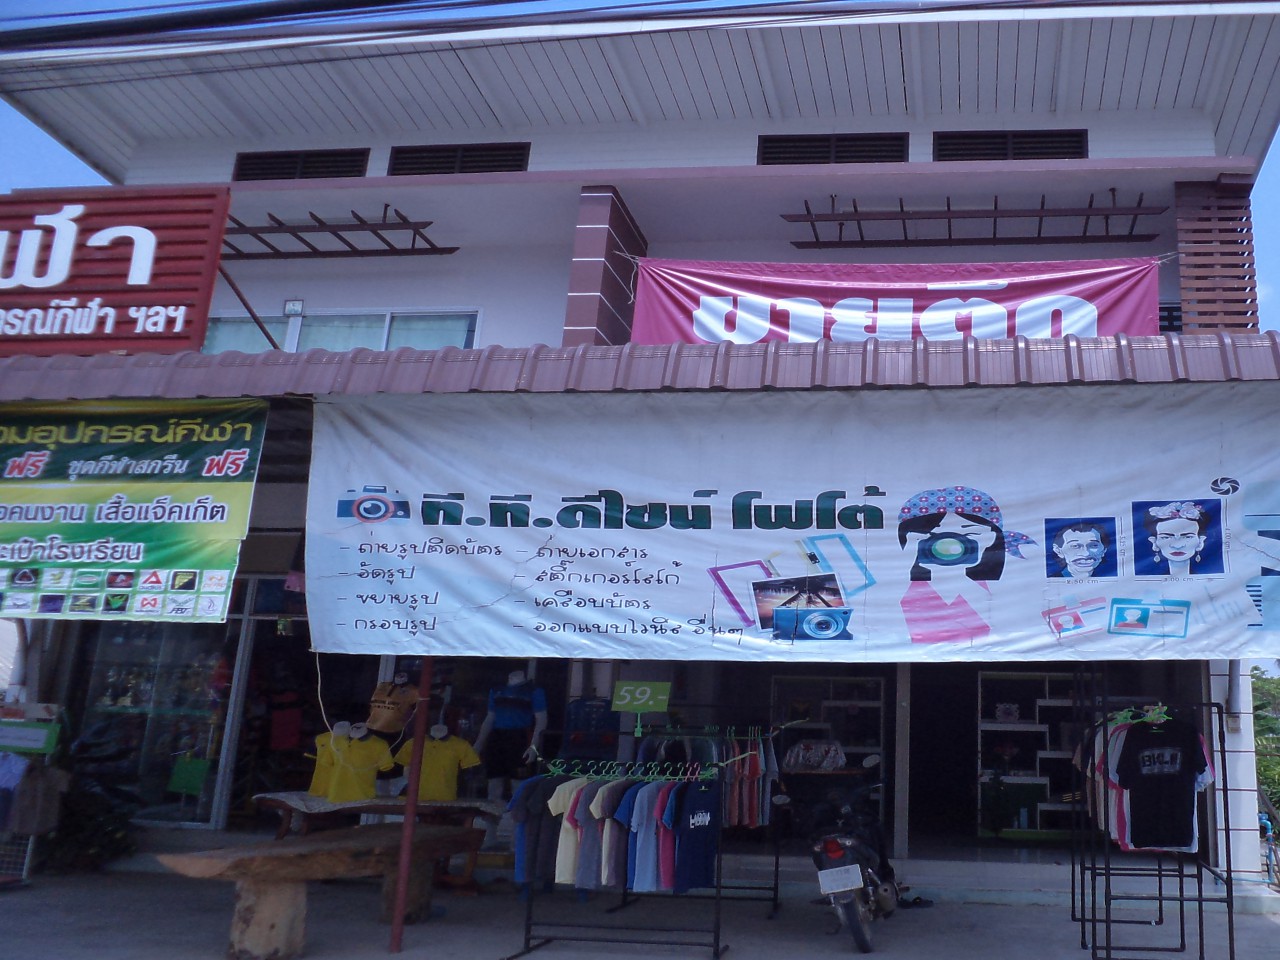 ฬา
กรณ์กีฬา ฯลฯ
ขายตึก
วมอุปกรณ์กีฬา
ฟรี ชุดกีฬาสกรีน ฟรี
อคนงาน เสื้อแจ็คเก็ต
ะเป๋าโรงเรียน
ที.ที.ดีไซน์ โฟโต้
- ถ่ายรูปติดบัตร
- อัดรูป
- ขยายรูป
- กรอบรูป
- ถ่ายเอกสาร
- สติ๊กเกอร์ใสโก้
- เคลือบบัตร
- ออกแบบไวนิล อื่นๆ
59.-